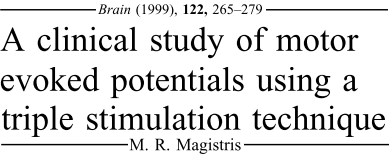 Brain (1999), 122, 265–279
A clinical study of motor
evoked potentials using a
triple stimulation technique
M. R. Magistris